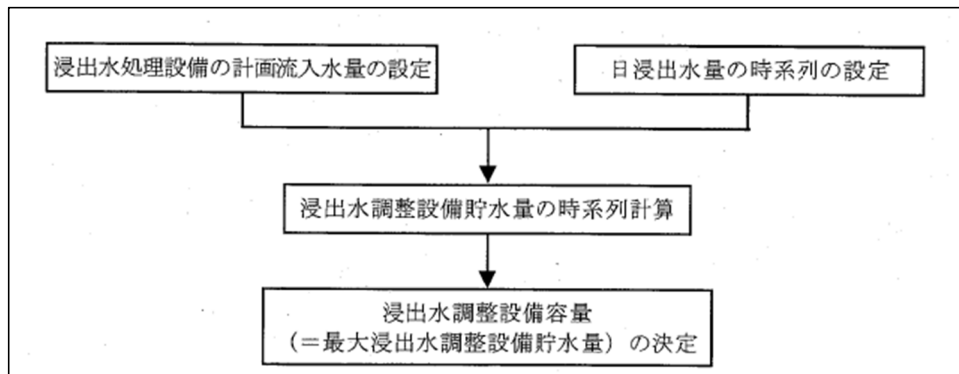 浸出水処理設備の計画流入水量の設定
日浸出水量の時系列の設定
浸出水調整設備貯水量の時系列計算
浸出水調整設備容量
(=最大浸出水調整設備貯水量)の決定